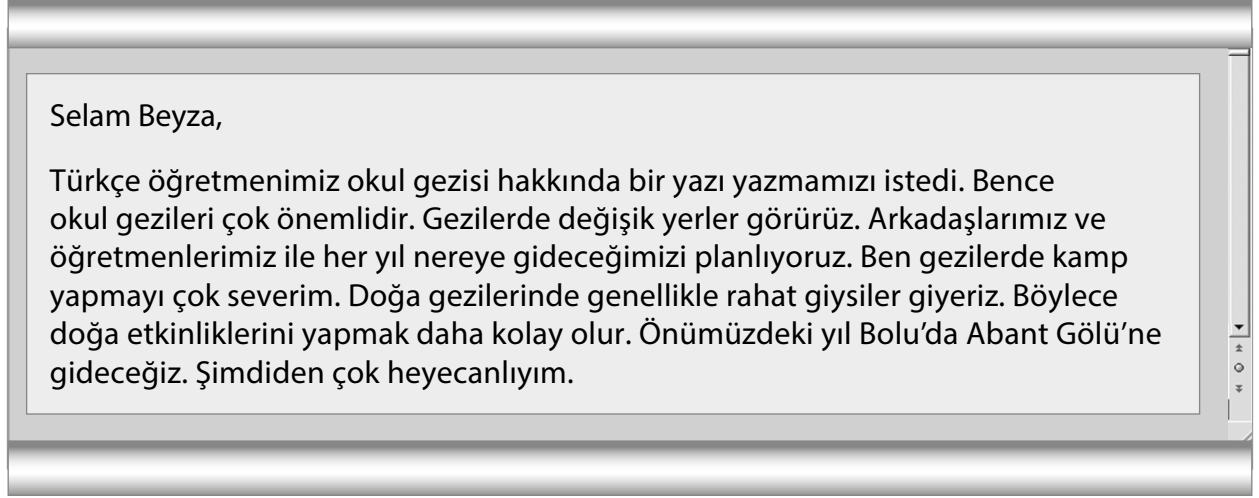 Selam Beyza,
Türkçe öğretmenimiz okul gezisi hakkında bir yazı yazmamızı istedi. Bence
okul gezileri çok önemlidir. Gezilerde değişik yerler görürüz. Arkadaşlarımız ve
öğretmenlerimiz ile her yıl nereye gideceğimizi planlıyoruz. Ben gezilerde kamp
yapmayı çok severim. Doğa gezilerinde genellikle rahat giysiler giyeriz. Böylece
doğa etkinliklerini yapmak daha kolay olur. Önümüzdeki yıl Bolu’da Abant Gölü’ne
gideceğiz. Şimdiden çok heyecanlıyım.